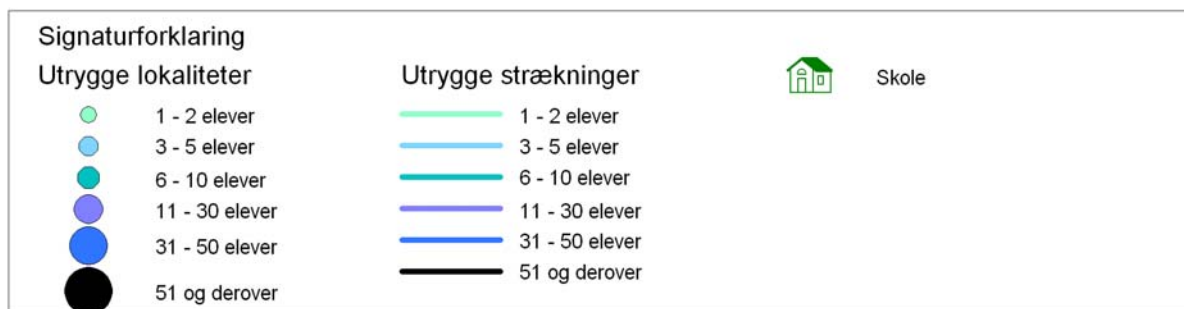 Signaturforklaring
Utrygge lokaliteter
1 - 2 elever
3 - 5 elever
6 - 10 elever
11 - 30 elever
31 - 50 elever
51 og derover
Utrygge strækninger
1 - 2 elever
3 - 5 elever
6 - 10 elever
11 - 30 elever
31 - 50 elever
51 og derover
Skole